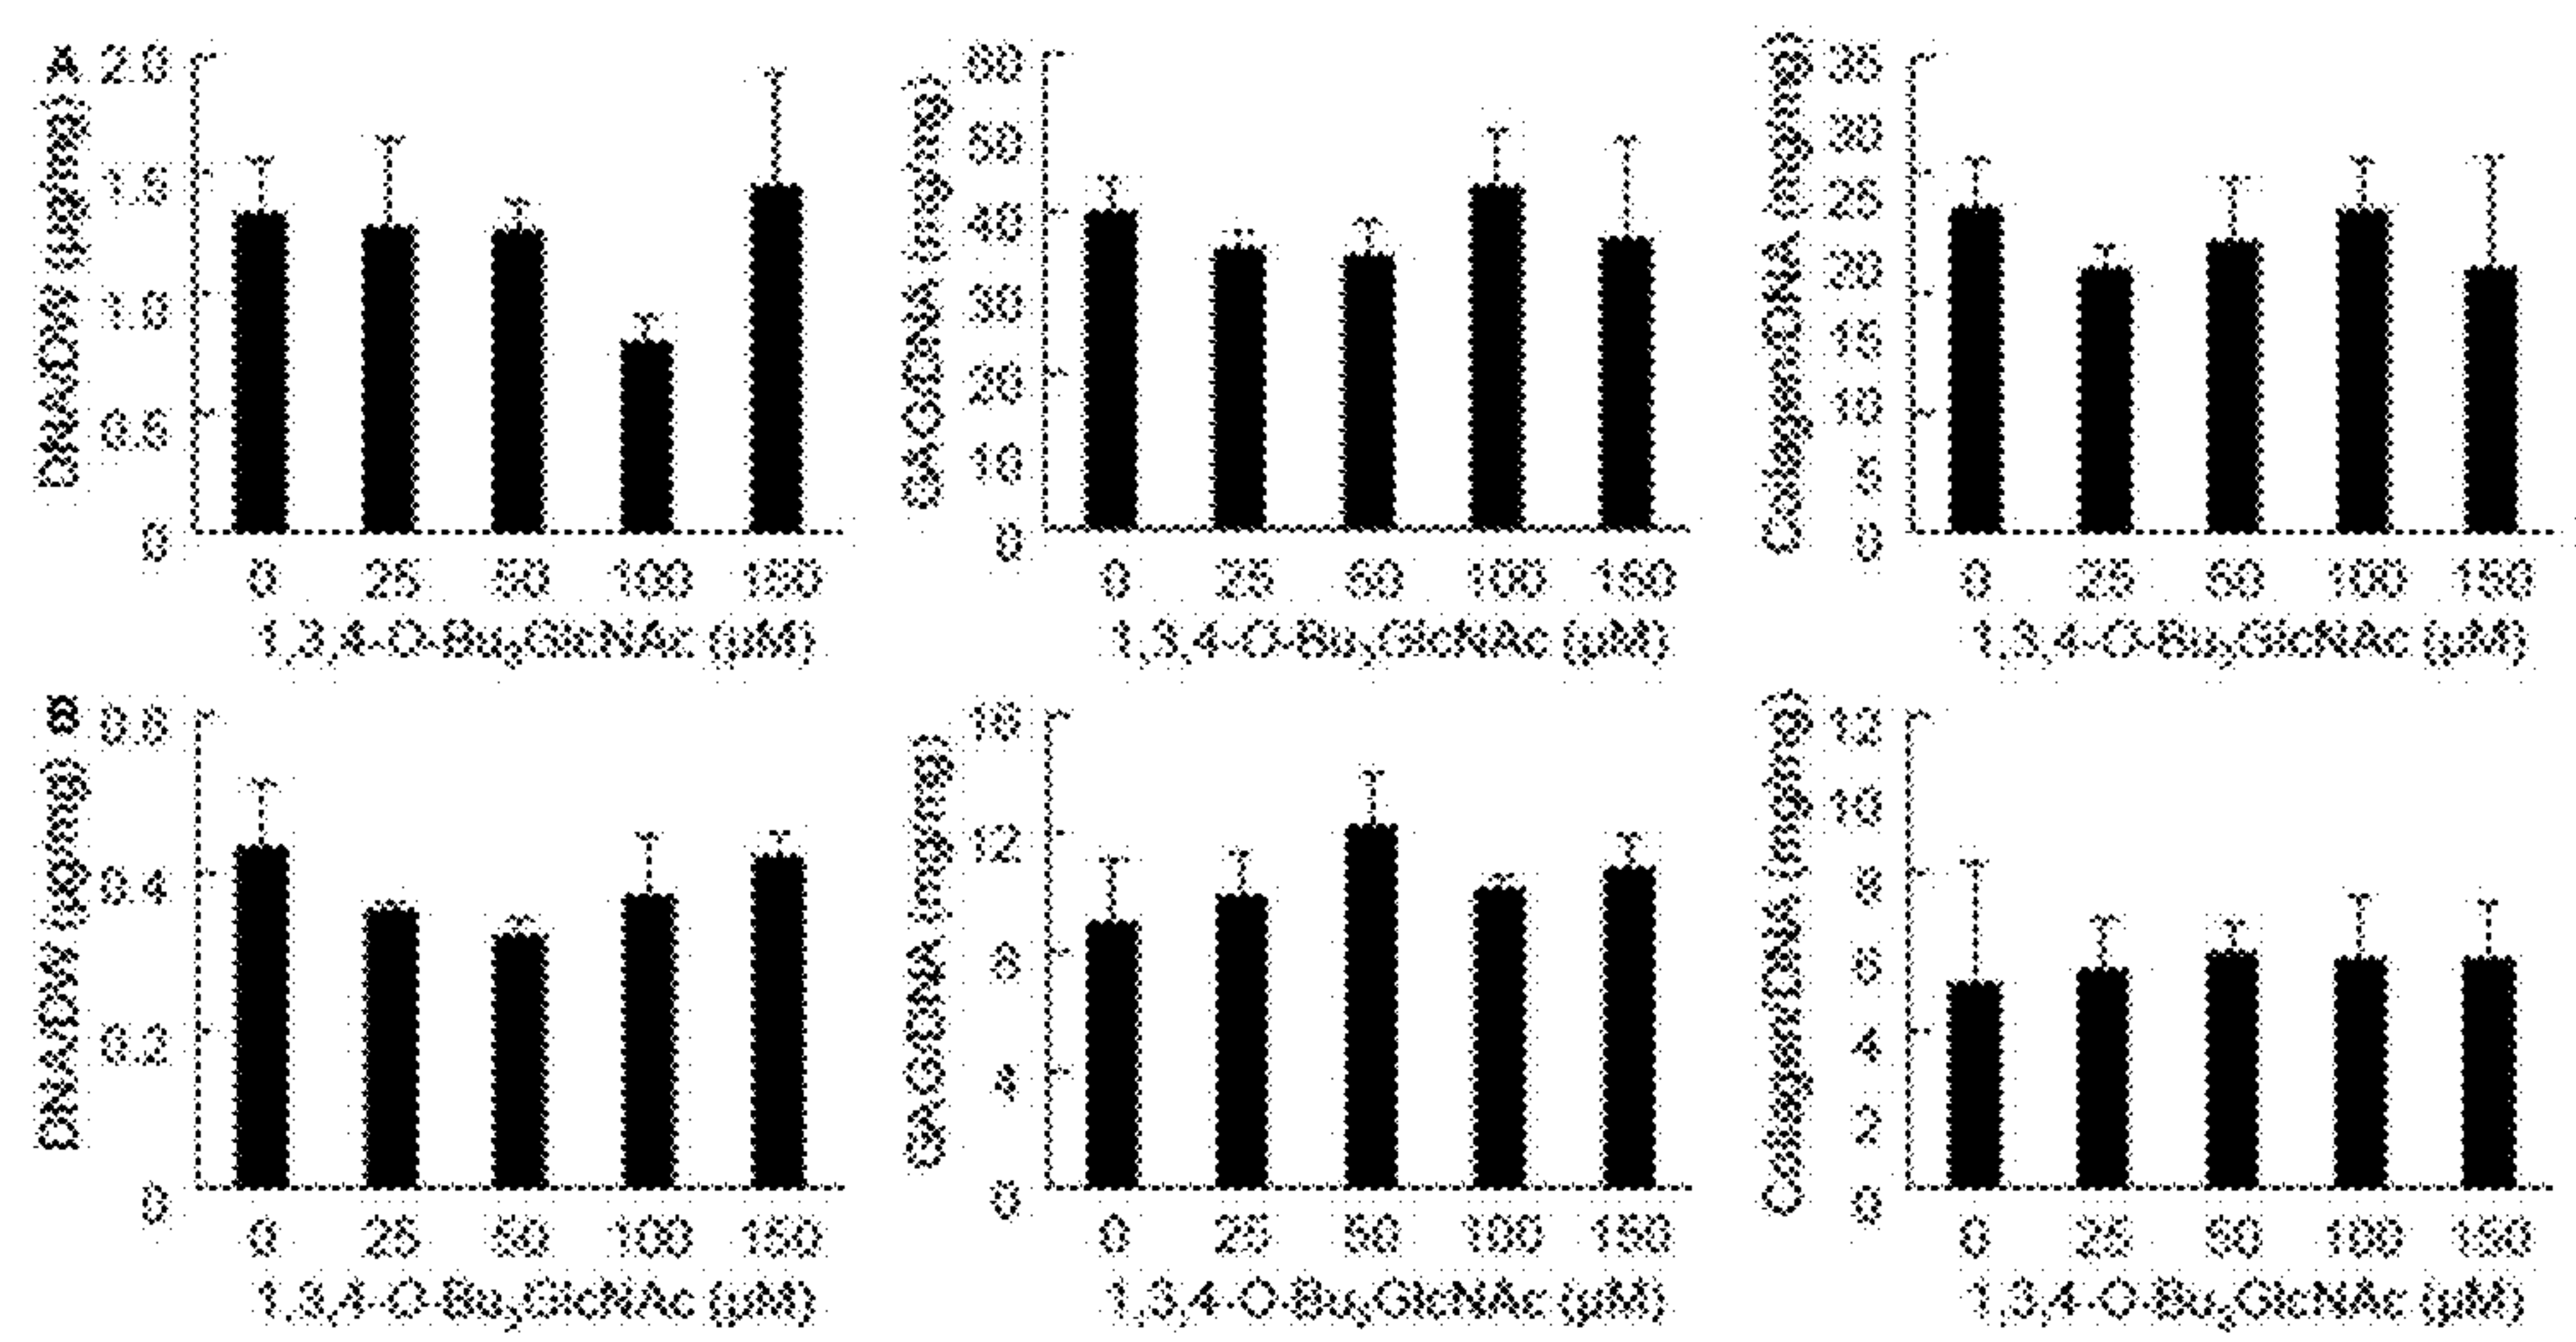 A
DNA/DW (µg/mg)
2.0
1.5
1.0
0.5
0
0 25 50 100 150
1,3,4-O-Bu3GlcNAc (µM)
GAG/DNA (mg/mg)
60
50
40
30
20
10
0
0 25 50 100 150
1,3,4-O-Bu3GlcNAc (µM)
Collagen/DNA (mg/mg)
35
30
25
20
15
10
5
0
0 25 50 100 150
1,3,4-O-Bu3GlcNAc (µM)
B
DNA/DW (µg/mg)
0.6
0.4
0.2
0
0 25 50 100 150
1,3,4-O-Bu3GlcNAc (µM)
GAG/DNA (mg/mg)
16
12
8
4
0
0 25 50 100 150
1,3,4-O-Bu3GlcNAc (µM)
Collagen/DNA (mg/mg)
12
10
8
6
4
2
0
0 25 50 100 150
1,3,4-O-Bu3GlcNAc (µM)